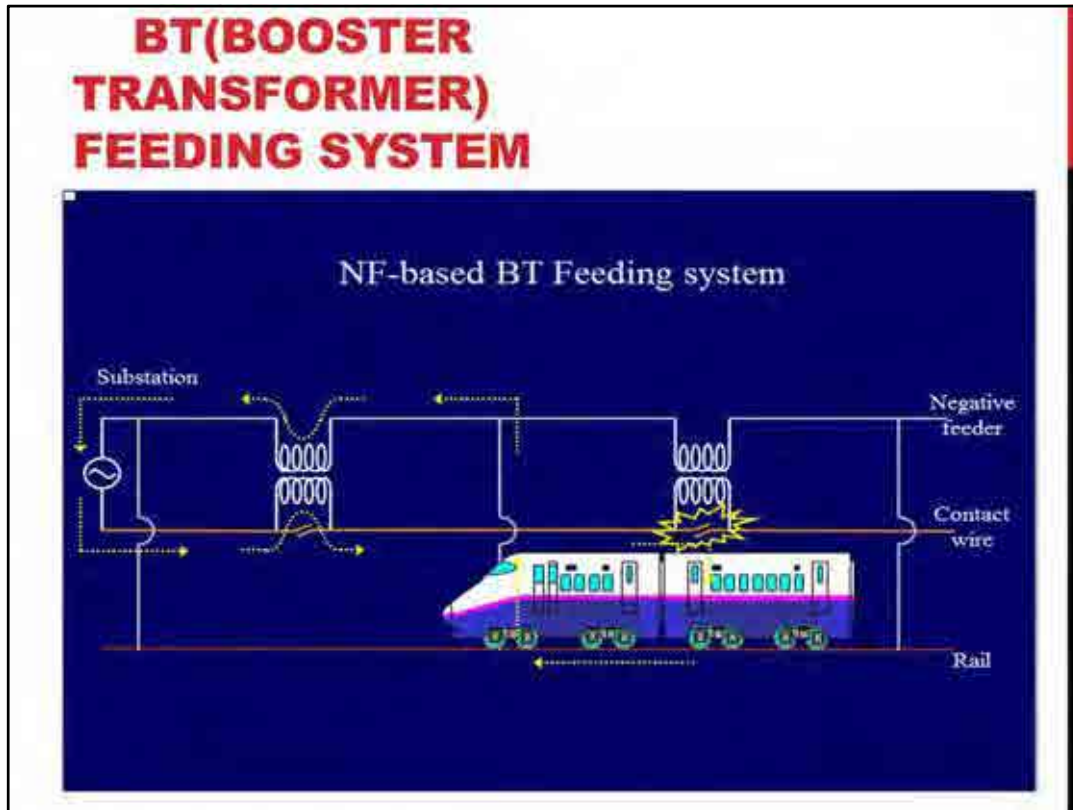 BT(BOOSTER
TRANSFORMER)
FEEDING SYSTEM
NF-based BT Feeding system
Substation
Negative
feeder
Contact
wire
Rail